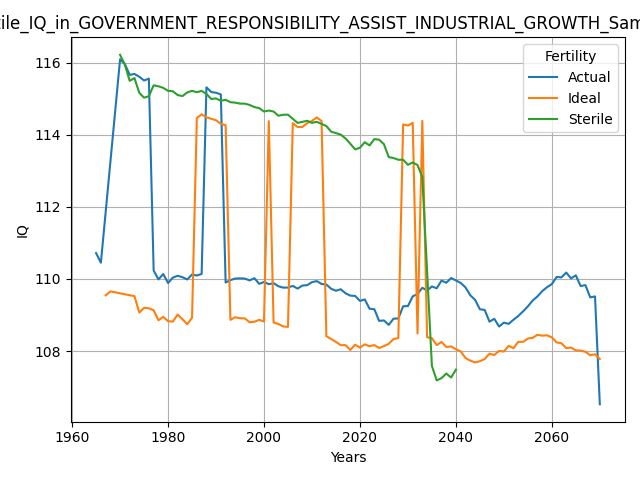 ile_IQ_in_GOVERNMENT_RESPONSIBILITY_ASSIST_INDUSTRIAL_GROWTH_Sam
Fertility
Actual
Ideal
Sterile
116
114
112
110
108
IQ
1960
1980
2000
2020
2040
2060
Years